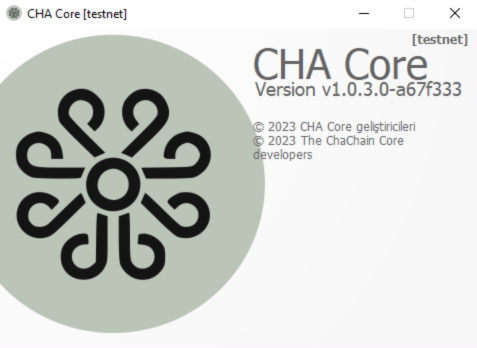 CHA Core [testnet]
[testnet]
CHA Core
Version v1.0.3.0-a67f333
© 2023 CHA Core geliştiricileri
© 2023 The ChaChain Core
developers